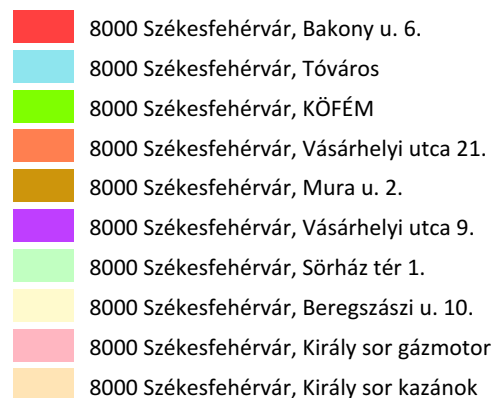 8000 Székesfehérvár, Bakony u. 6.
8000 Székesfehérvár, Tóváros
8000 Székesfehérvár, KÖFÉM
8000 Székesfehérvár, Vásárhelyi utca 21.
8000 Székesfehérvár, Mura u. 2.
8000 Székesfehérvár, Vásárhelyi utca 9.
8000 Székesfehérvár, Sörház tér 1.
8000 Székesfehérvár, Beregszászi u. 10.
8000 Székesfehérvár, Király sor gázmotor
8000 Székesfehérvár, Király sor kazánok